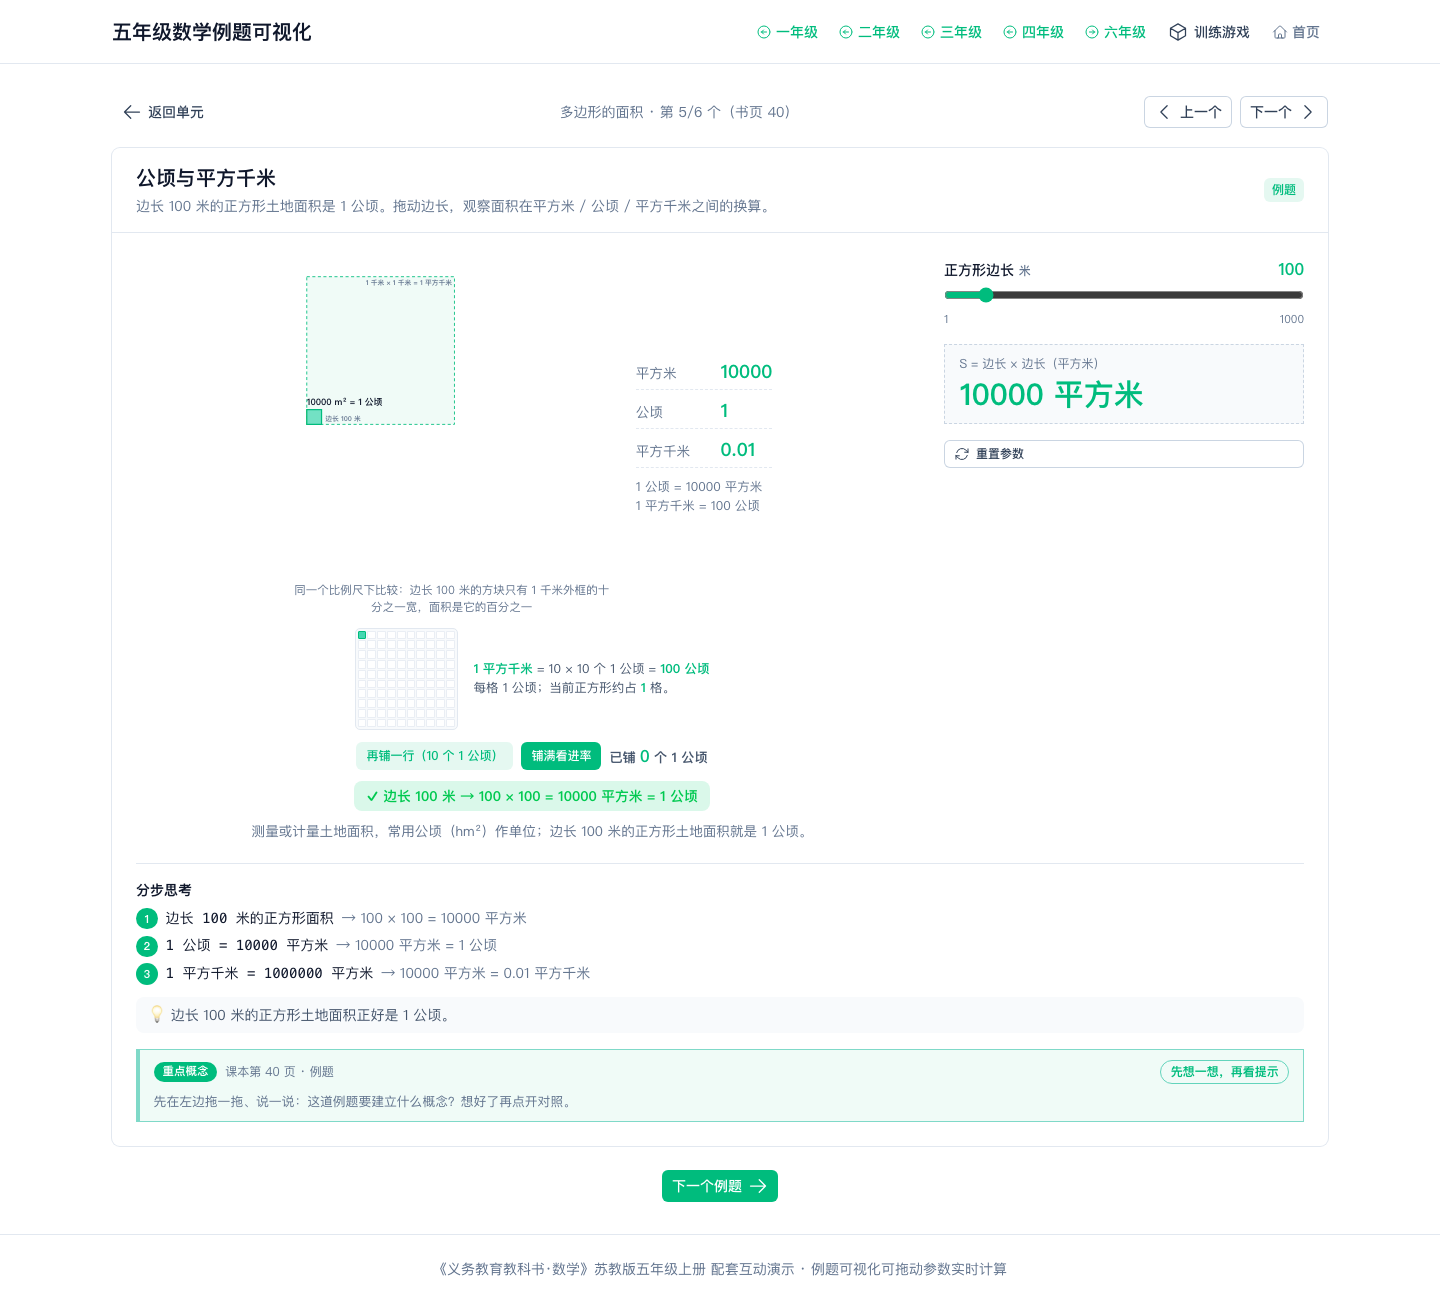 五年级数学例题可视化
一年级 二年级 三年级 四年级 六年级 训练游戏 首页
返回单元
多边形的面积 · 第 5/6 个（书页 40）
上一个 下一个
公顷与平方千米
边长 100 米的正方形土地面积是 1 公顷。拖动边长，观察面积在平方米 / 公顷 / 平方千米之间的换算。
例题
1 千米 × 1 千米 = 1 平方千米
10000 m² = 1 公顷
边长 100 米
平方米 10000
公顷 1
平方千米 0.01
1 公顷 = 10000 平方米
1 平方千米 = 100 公顷
正方形边长 米 100
1 1000
S = 边长 × 边长（平方米）
10000 平方米
重置参数
同一个比例尺下比较：边长 100 米的方块只有 1 千米外框的十
分之一宽，面积是它的百分之一
1 平方千米 = 10 × 10 个 1 公顷 = 100 公顷
每格 1 公顷；当前正方形约占 1 格。
再铺一行（10 个 1 公顷） 铺满看进率 已铺 0 个 1 公顷
✓ 边长 100 米 → 100 × 100 = 10000 平方米 = 1 公顷
测量或计量土地面积，常用公顷（hm²）作单位；边长 100 米的正方形土地面积就是 1 公顷。
分步思考
1 边长 100 米的正方形面积 → 100 × 100 = 10000 平方米
2 1 公顷 = 10000 平方米 → 10000 平方米 = 1 公顷
3 1 平方千米 = 1000000 平方米 → 10000 平方米 = 0.01 平方千米
💡 边长 100 米的正方形土地面积正好是 1 公顷。
重点概念 课本第 40 页 · 例题
先想一想，再看提示
先在左边拖一拖、说一说：这道例题要建立什么概念？想好了再点开对照。
下一个例题
《义务教育教科书·数学》苏教版五年级上册 配套互动演示 · 例题可视化可拖动参数实时计算